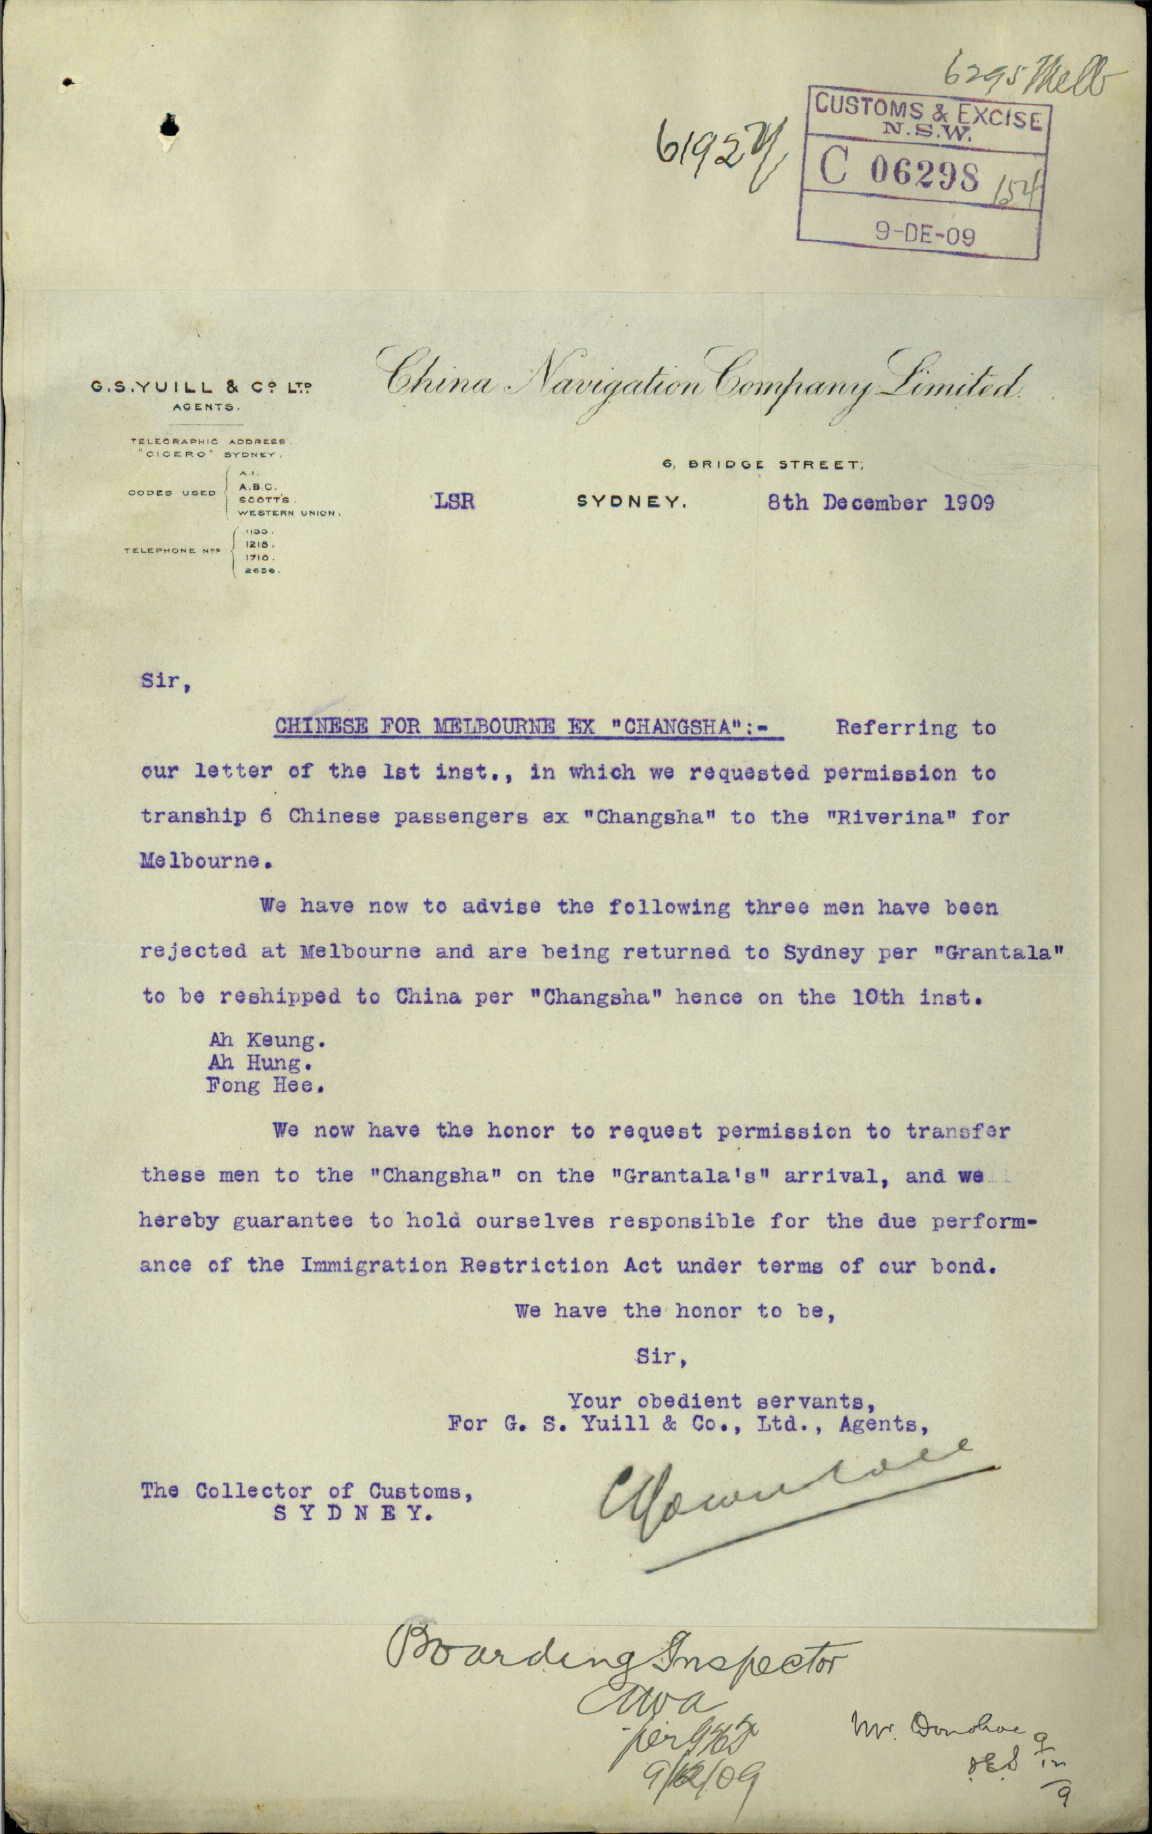 6295 Melb
CUSTOMS & EXCISE
N.S.W.
6192
C 06298 154
9-DE-09
G.S. YUILL & Co LTD
AGENTS.
China Navigation Company Limited.
TELEGRAPHIC ADDRESS.
"CICERO" SYDNEY.
6, BRIDGE STREET,
CODES USED
A.I.
A.B.C.
SCOTT'S.
WESTERN UNION.
LSR SYDNEY. 8th December 1909
TELEPHONE Nos
1218.
1710.
2656.
Sir,
CHINESE FOR MELBOURNE EX "CHANGSHA":- Referring to
our letter of the 1st inst., in which we requested permission to
tranship 6 Chinese passengers ex "Changsha" to the "Riverina" for
Melbourne.
We have now to advise the following three men have been
rejected at Melbourne and are being returned to Sydney per "Grantala"
to be reshipped to China per "Changsha" hence on the 10th inst.
Ah Keung.
Ah Hung.
Fong Hee.
We now have the honor to request permission to transfer
these men to the "Changsha" on the "Grantala's" arrival, and we
hereby guarantee to hold ourselves responsible for the due perform-
ance of the Immigration Restriction Act under terms of our bond.
We have the honor to be,
Sir,
Your obedient servants,
For G. S. Yuill & Co., Ltd., Agents,
The Collector of Customs,
S Y D N E Y.
Boarding Inspector
per
9/12/09
Mr. Donohoe